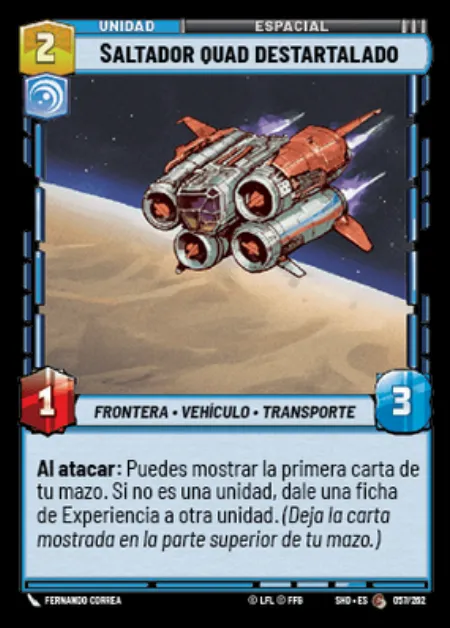 UNIDAD
ESPACIAL
2
SALTADOR QUAD DESTARTALADO
1
FRONTERA • VEHÍCULO • TRANSPORTE
3
Al atacar: Puedes mostrar la primera carta de
tu mazo. Si no es una unidad, dale una ficha
de Experiencia a otra unidad. (Deja la carta
mostrada en la parte superior de tu mazo.)
FERNANDO CORREA
© LFL © FFG
SHD • ES
057/262